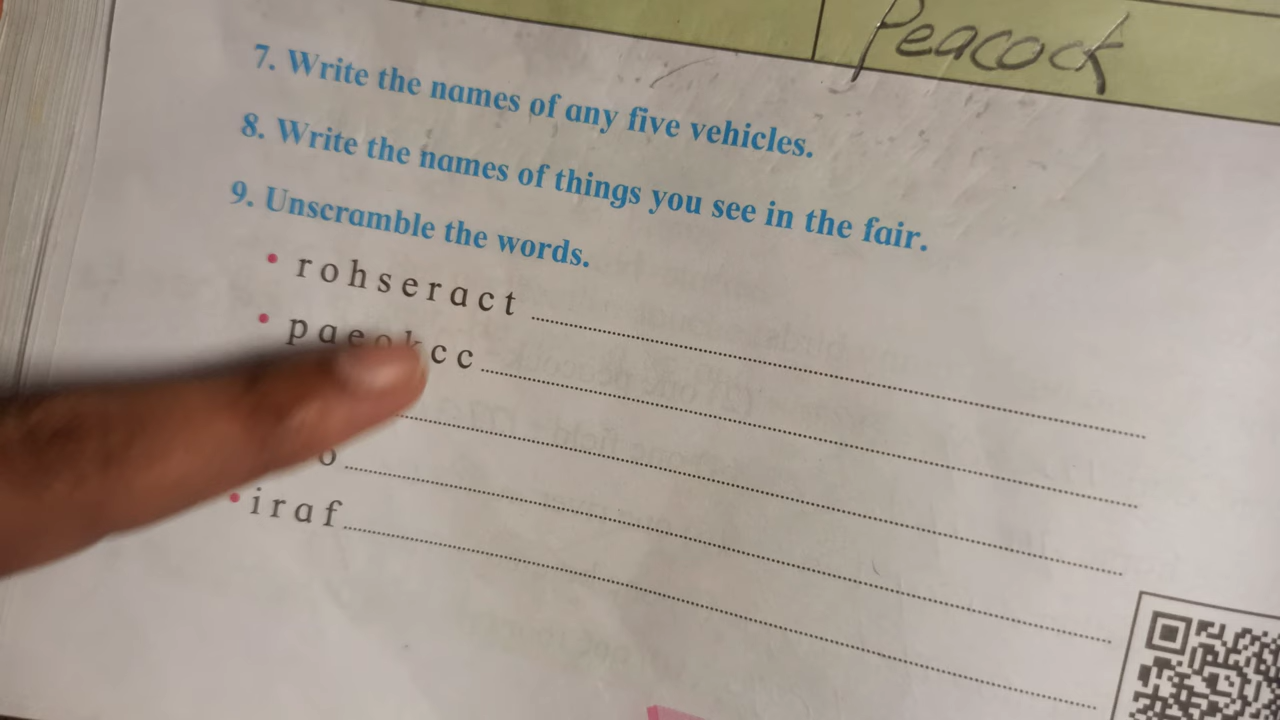 Peacock
7. Write the names of any five vehicles.
8. Write the names of things you see in the fair.
9. Unscramble the words.
• r o h s e r a c t
• p a e o k c c
o
• i r a f